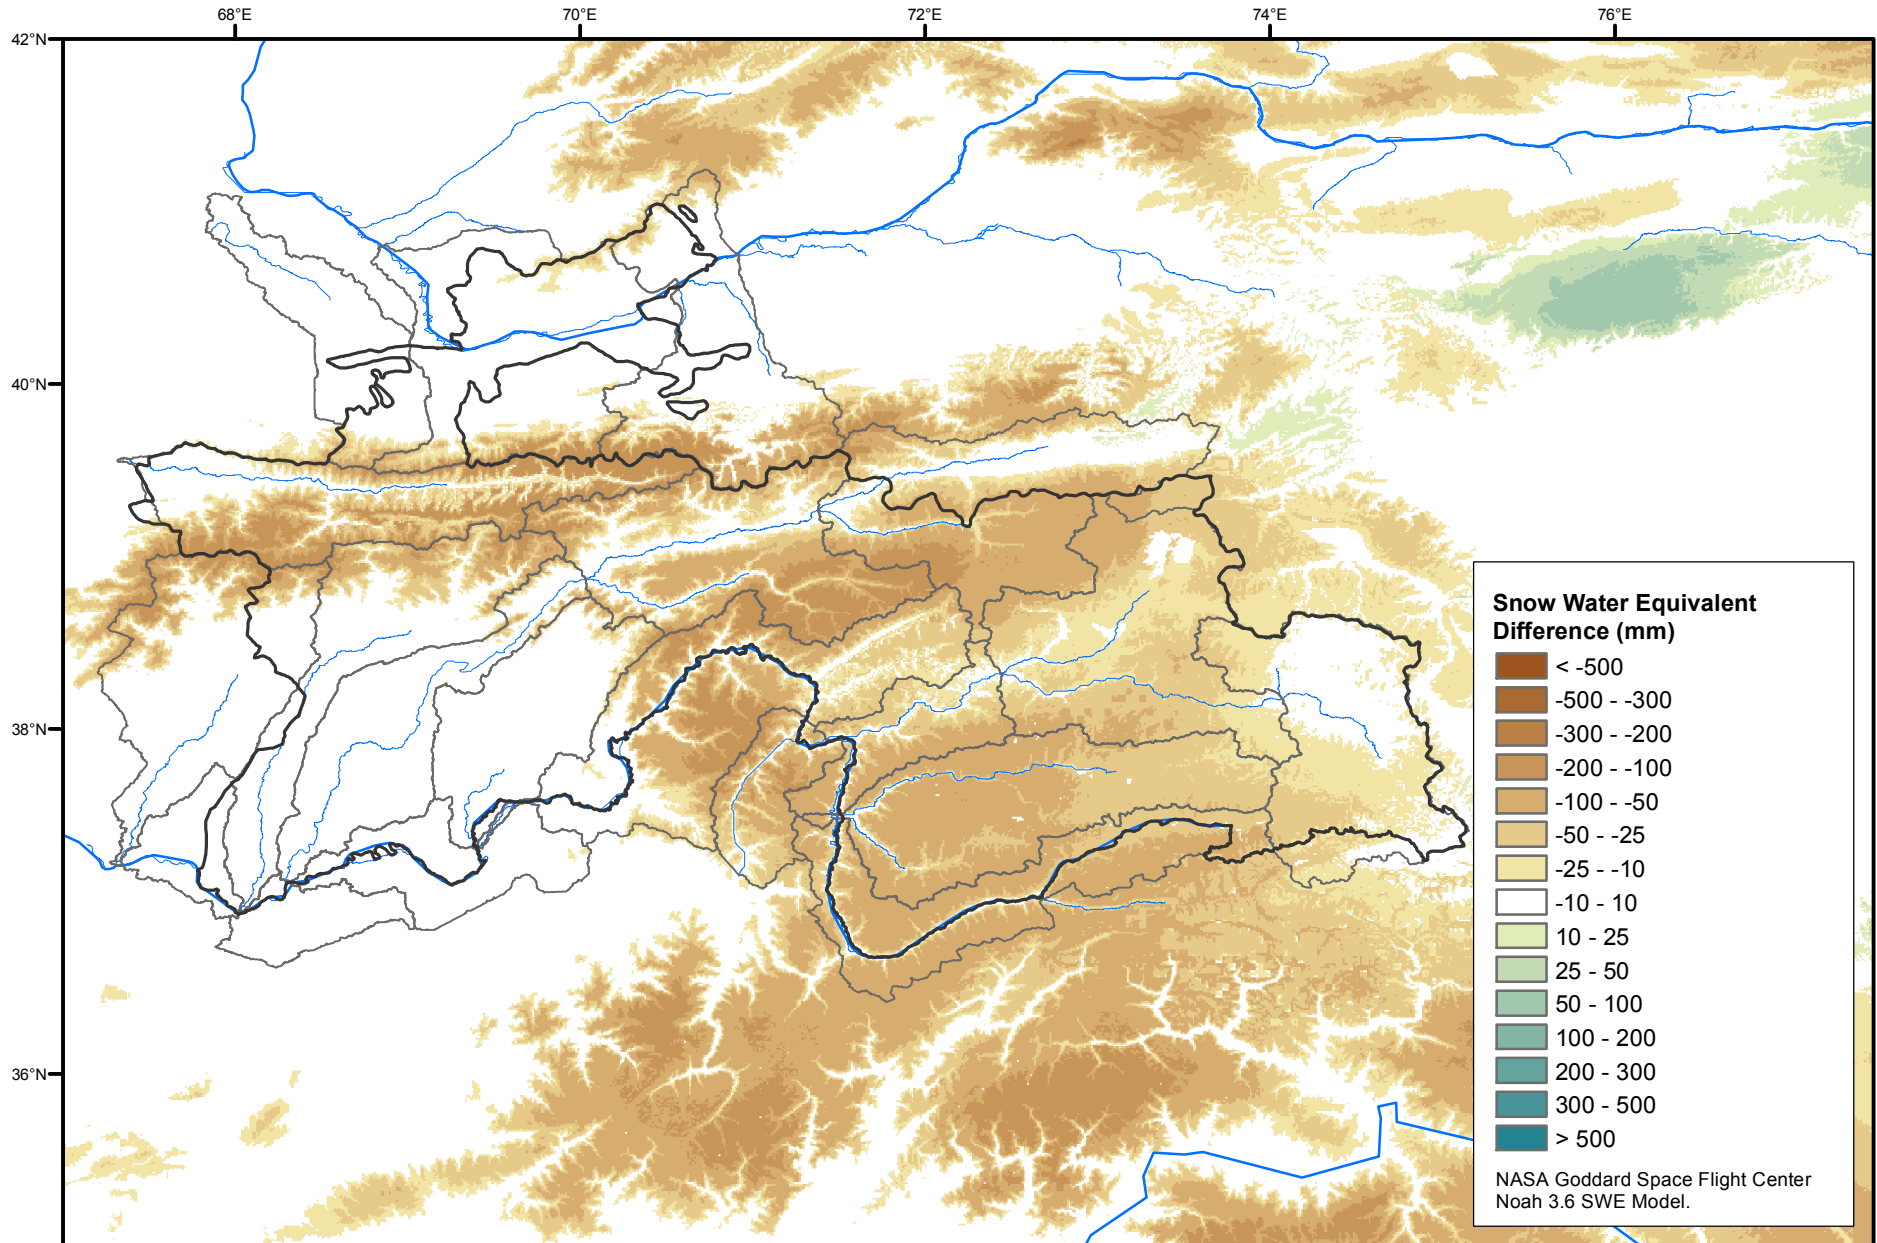 68°E 70°E 72°E 74°E 76°E
42°N
40°N
38°N
36°N
Snow Water Equivalent
Difference (mm)
< -500
-500 - -300
-300 - -200
-200 - -100
-100 - -50
-50 - -25
-25 - -10
-10 - 10
10 - 25
25 - 50
50 - 100
100 - 200
200 - 300
300 - 500
> 500
NASA Goddard Space Flight Center
Noah 3.6 SWE Model.